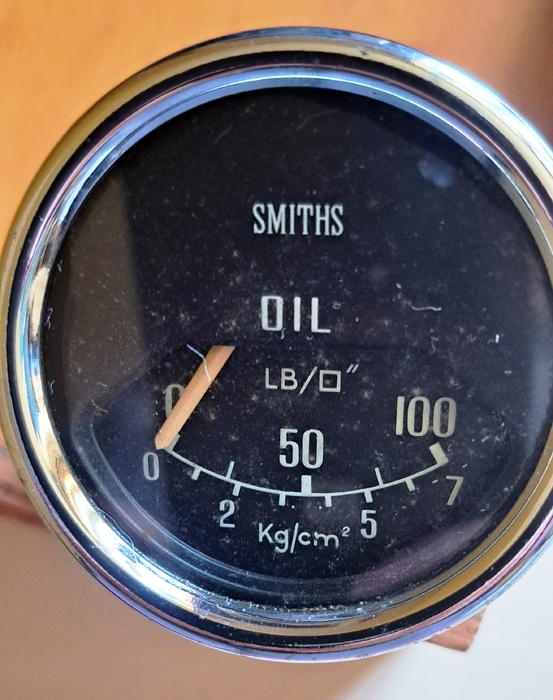 SMITHS
OIL
LB/□"
0 50 100
0 2 5 7
Kg/cm²